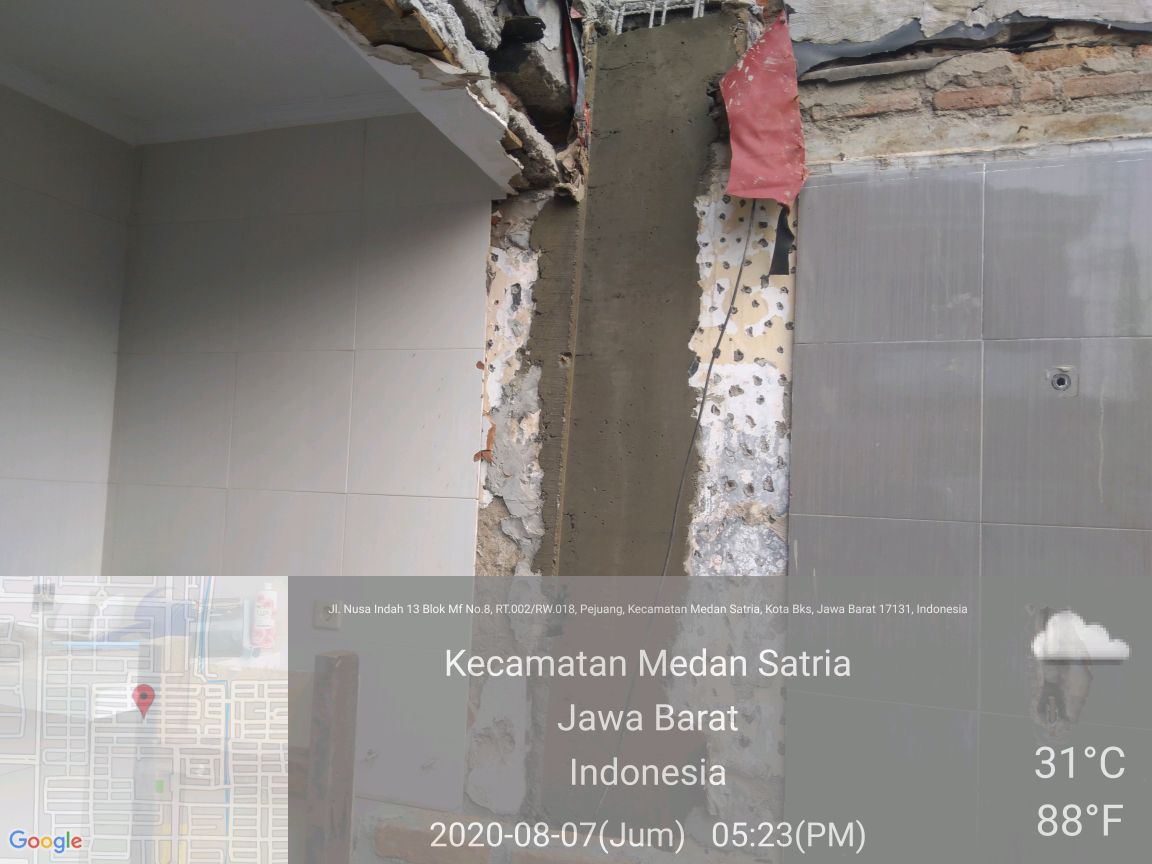 Jl. Nusa Indah 13 Blok Mf No.8, RT.002/RW.018, Pejuang, Kecamatan Medan Satria, Kota Bks, Jawa Barat 17131, Indonesia
Kecamatan Medan Satria
Jawa Barat
Indonesia
31°C
88°F
2020-08-07(Jum) 05:23(PM)
Google